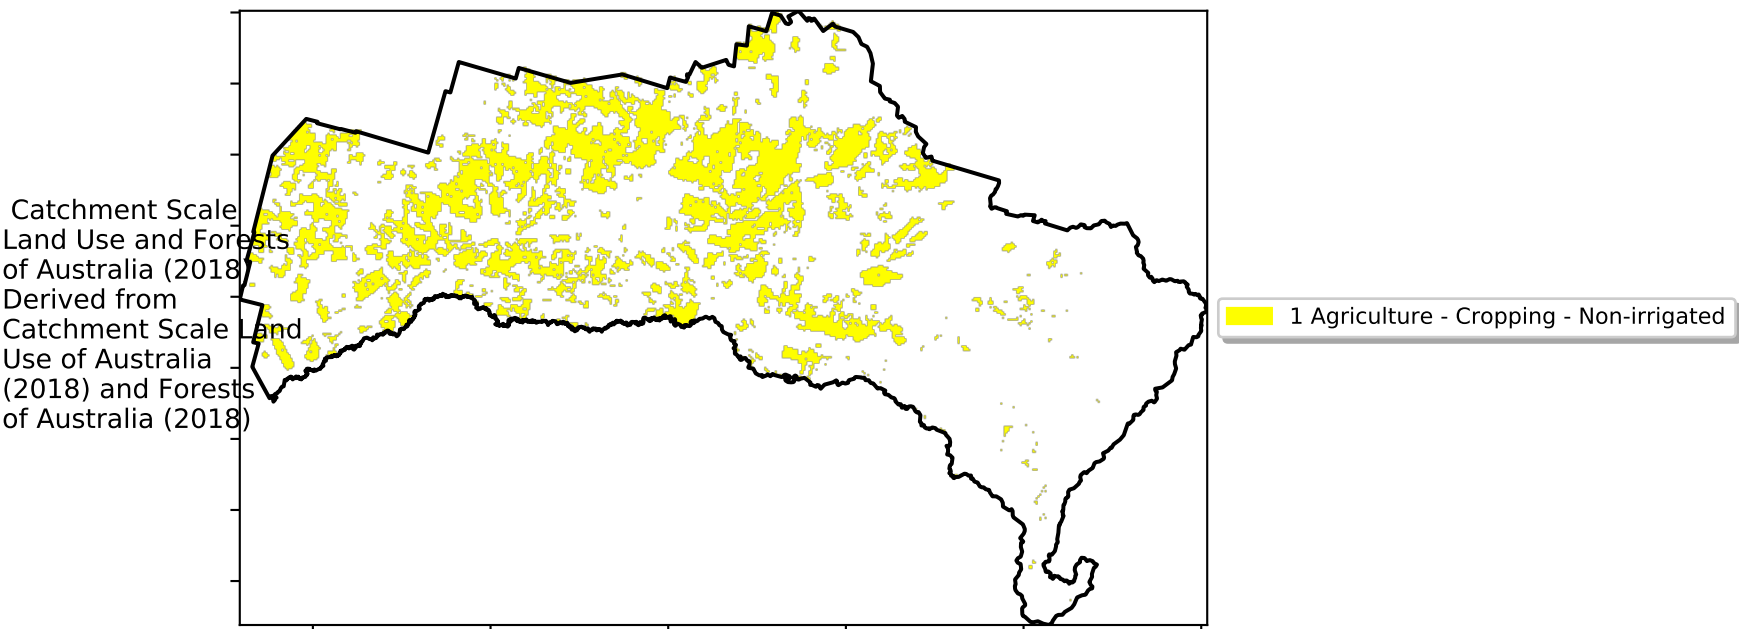 Catchment Scale
Land Use and Forests
of Australia (2018)
Derived from
Catchment Scale Land
Use of Australia
(2018) and Forests
of Australia (2018)
1 Agriculture - Cropping - Non-irrigated